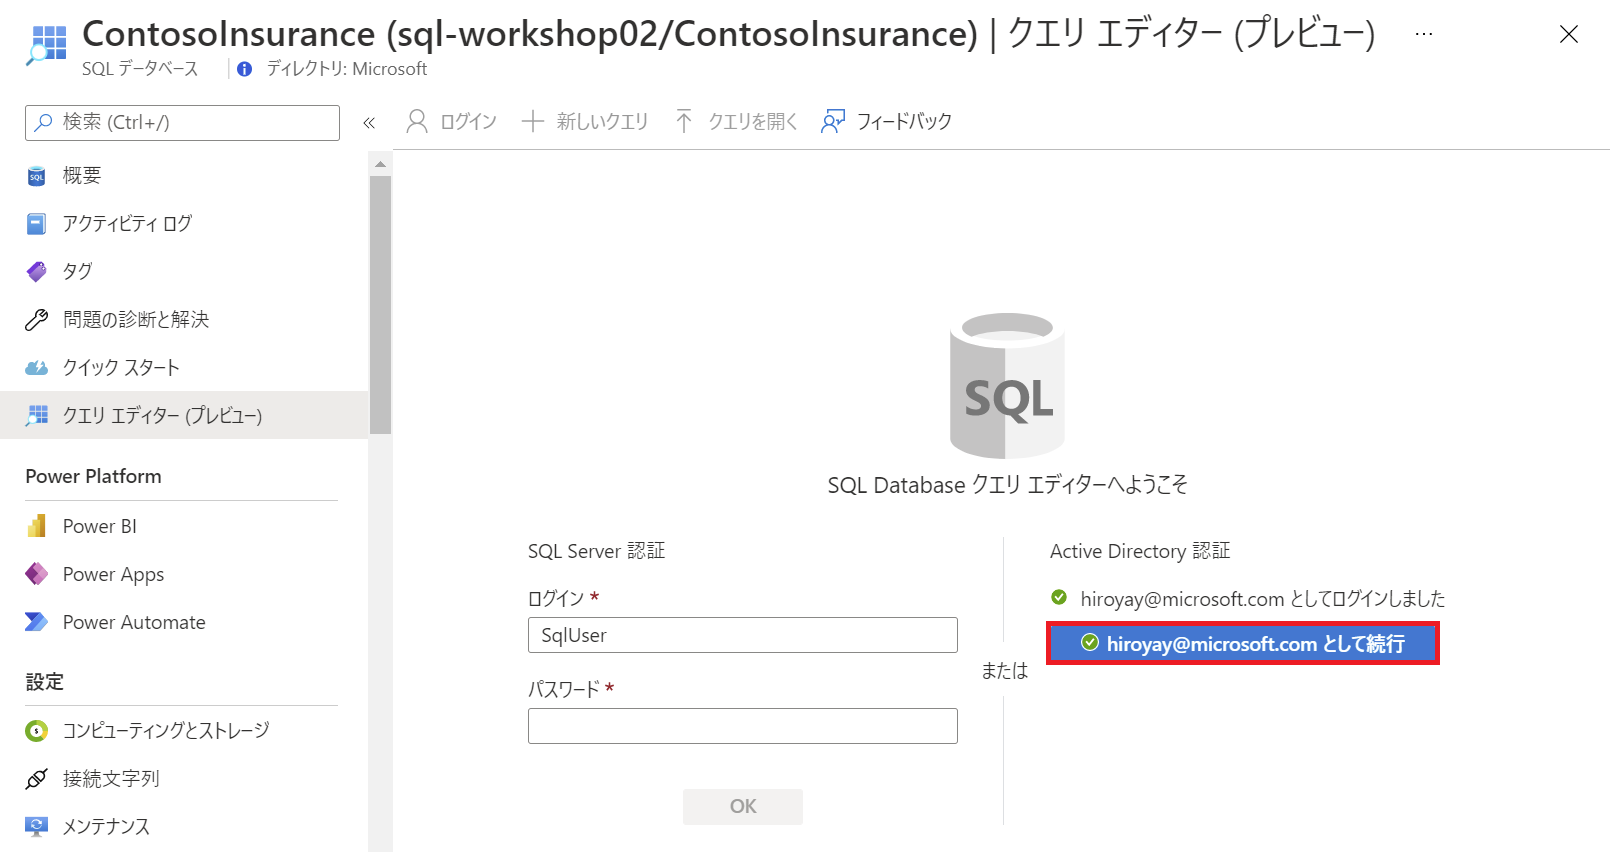 ContosoInsurance (sql-workshop02/ContosoInsurance) | クエリ エディター (プレビュー) ...
SQL データベース
ディレクトリ: Microsoft
検索 (Ctrl+/)
«
ログイン
新しいクエリ
クエリを開く
フィードバック
概要
アクティビティ ログ
タグ
問題の診断と解決
クイック スタート
クエリ エディター (プレビュー)
Power Platform
Power BI
Power Apps
Power Automate
設定
コンピューティングとストレージ
接続文字列
メンテナンス
SQL
SQL Database クエリ エディターへようこそ
SQL Server 認証
ログイン *
SqlUser
パスワード *
OK
または
Active Directory 認証
hiroyay@microsoft.com としてログインしました
hiroyay@microsoft.com として続行